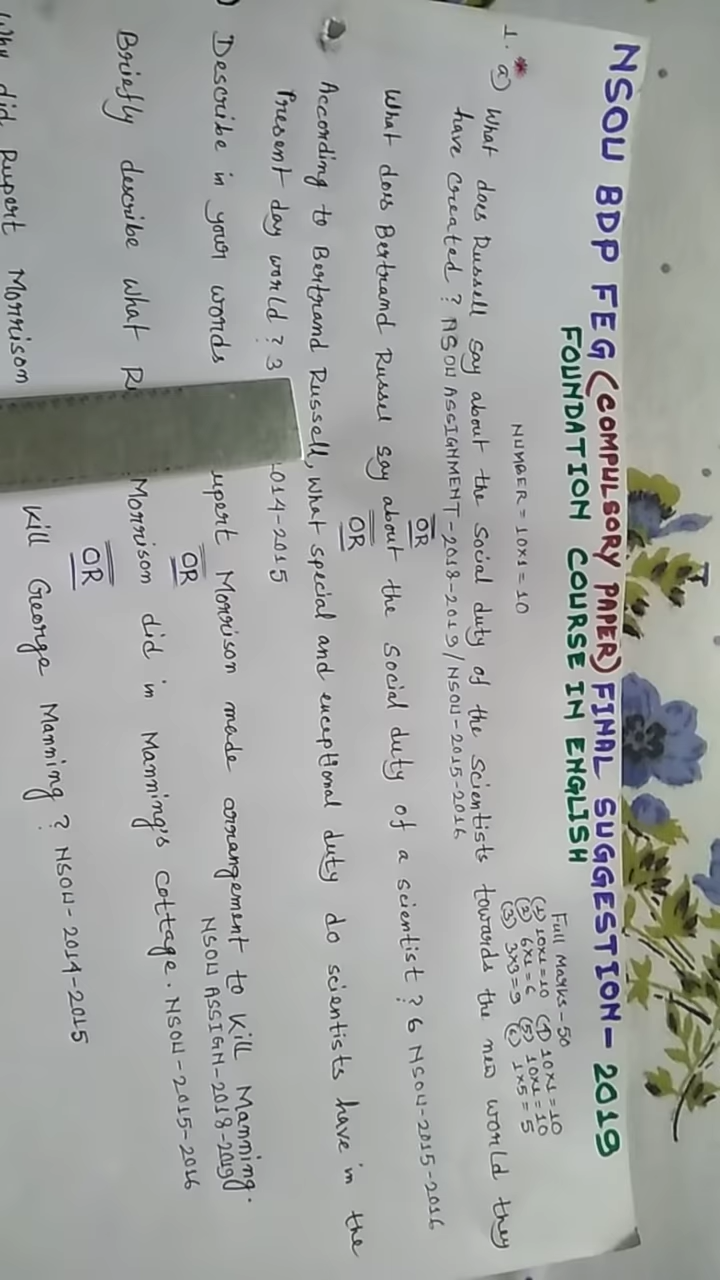 NSOU BDP FEG (COMPULSORY PAPER) FINAL SUGGESTION - 2019
FOUNDATION COURSE IN ENGLISH
Full Marks - 50
(1) 10x1=10 (4) 10x1=10
(2) 6x1=6 (5) 10x1=10
(3) 3x3=9 (6) 1x5=5
NUMBER = 10x1 = 10
1. a) What does Russell say about the social duty of the scientists towards the new world they
have created? NSOU ASSIGNMENT-2018-2019/NSOU-2015-2016
OR
What does Bertrand Russel say about the social duty of a scientist? 6 NSOU-2015-2016
OR
According to Bertrand Russell, what special and exceptional duty do scientists have in the
Present day world? 3 2014-2015
Describe in your words upert Morrison made arrangement to Kill Manning.
NSOU ASSIGN-2018-2019
OR
Briefly describe what Morrison did in Manning's cottage. NSOU-2015-2016
OR
Why did Rupert Morrison Kill George Manning? NSOU-2014-2015